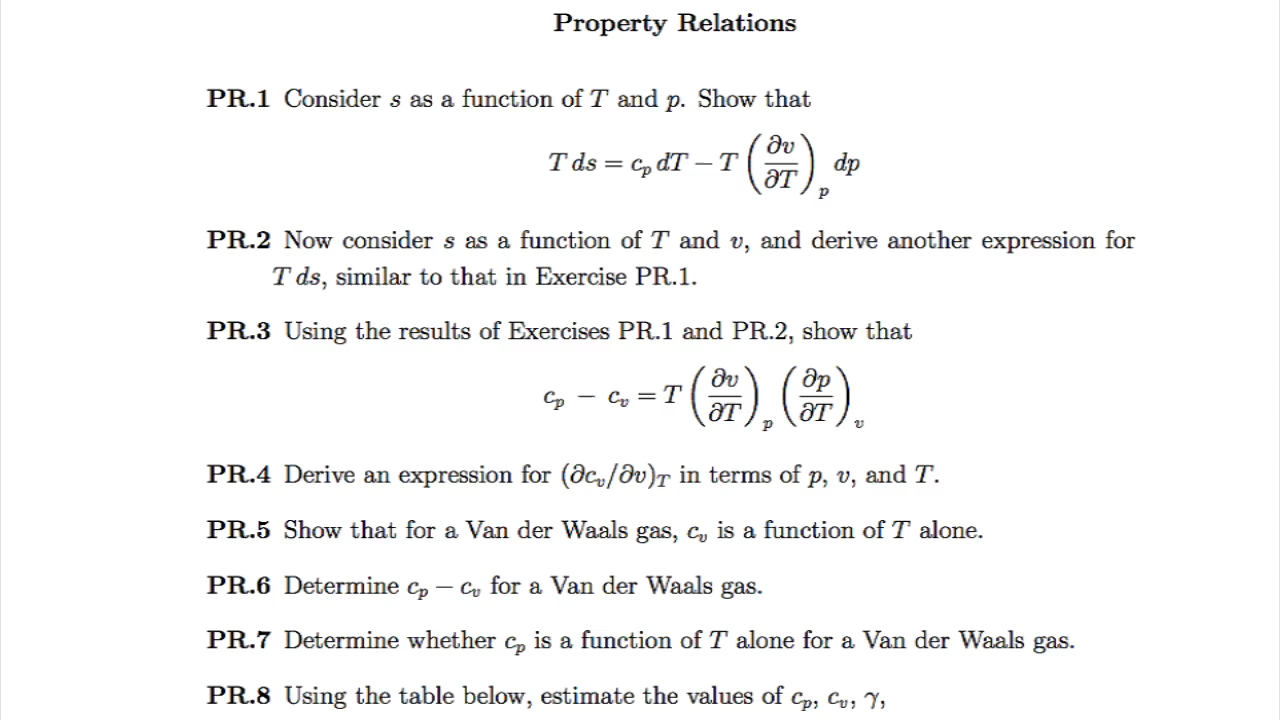 Property Relations
PR.1 Consider s as a function of T and p. Show that
T ds = c_p dT − T (∂v/∂T)_p dp
PR.2 Now consider s as a function of T and v, and derive another expression for
T ds, similar to that in Exercise PR.1.
PR.3 Using the results of Exercises PR.1 and PR.2, show that
c_p − c_v = T (∂v/∂T)_p (∂p/∂T)_v
PR.4 Derive an expression for (∂c_v/∂v)_T in terms of p, v, and T.
PR.5 Show that for a Van der Waals gas, c_v is a function of T alone.
PR.6 Determine c_p − c_v for a Van der Waals gas.
PR.7 Determine whether c_p is a function of T alone for a Van der Waals gas.
PR.8 Using the table below, estimate the values of c_p, c_v, γ,